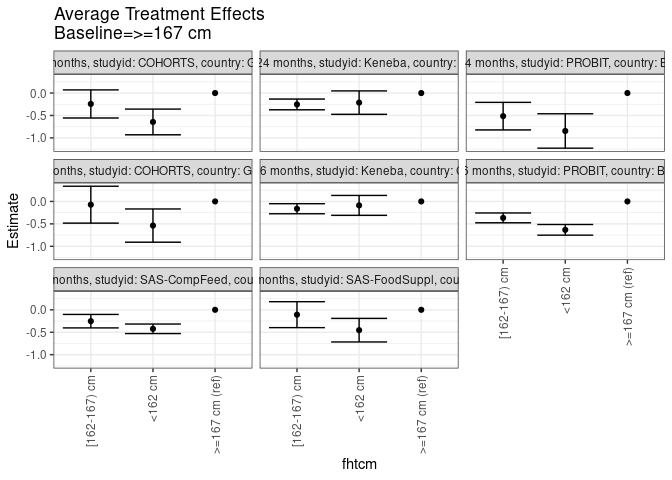 Average Treatment Effects
Baseline=>=167 cm
months, studyid: COHORTS, country: G
24 months, studyid: Keneba, country:
4 months, studyid: PROBIT, country: B
0.0
-0.5
-1.0
months, studyid: COHORTS, country: G
6 months, studyid: Keneba, country:
6 months, studyid: PROBIT, country: B
0.0
-0.5
-1.0
months, studyid: SAS-CompFeed, cou
months, studyid: SAS-FoodSuppl, cou
0.0
-0.5
-1.0
Estimate
[162-167) cm
<162 cm
>=167 cm (ref)
[162-167) cm
<162 cm
>=167 cm (ref)
[162-167) cm
<162 cm
>=167 cm (ref)
fhtcm